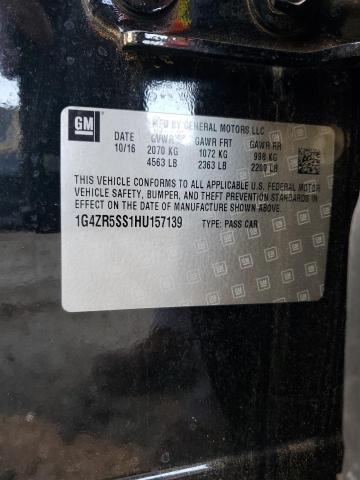 GM
MFD BY GENERAL MOTORS LLC
DATE GVWR GAWR FRT GAWR RR
10/16 2070 KG 1072 KG 998 KG
4563 LB 2363 LB 2200 LB
THIS VEHICLE CONFORMS TO ALL APPLICABLE U.S. FEDERAL MOTOR
VEHICLE SAFETY, BUMPER, AND THEFT PREVENTION STANDARDS
IN EFFECT ON THE DATE OF MANUFACTURE SHOWN ABOVE.
1G4ZR5SS1HU157139 TYPE: PASS CAR